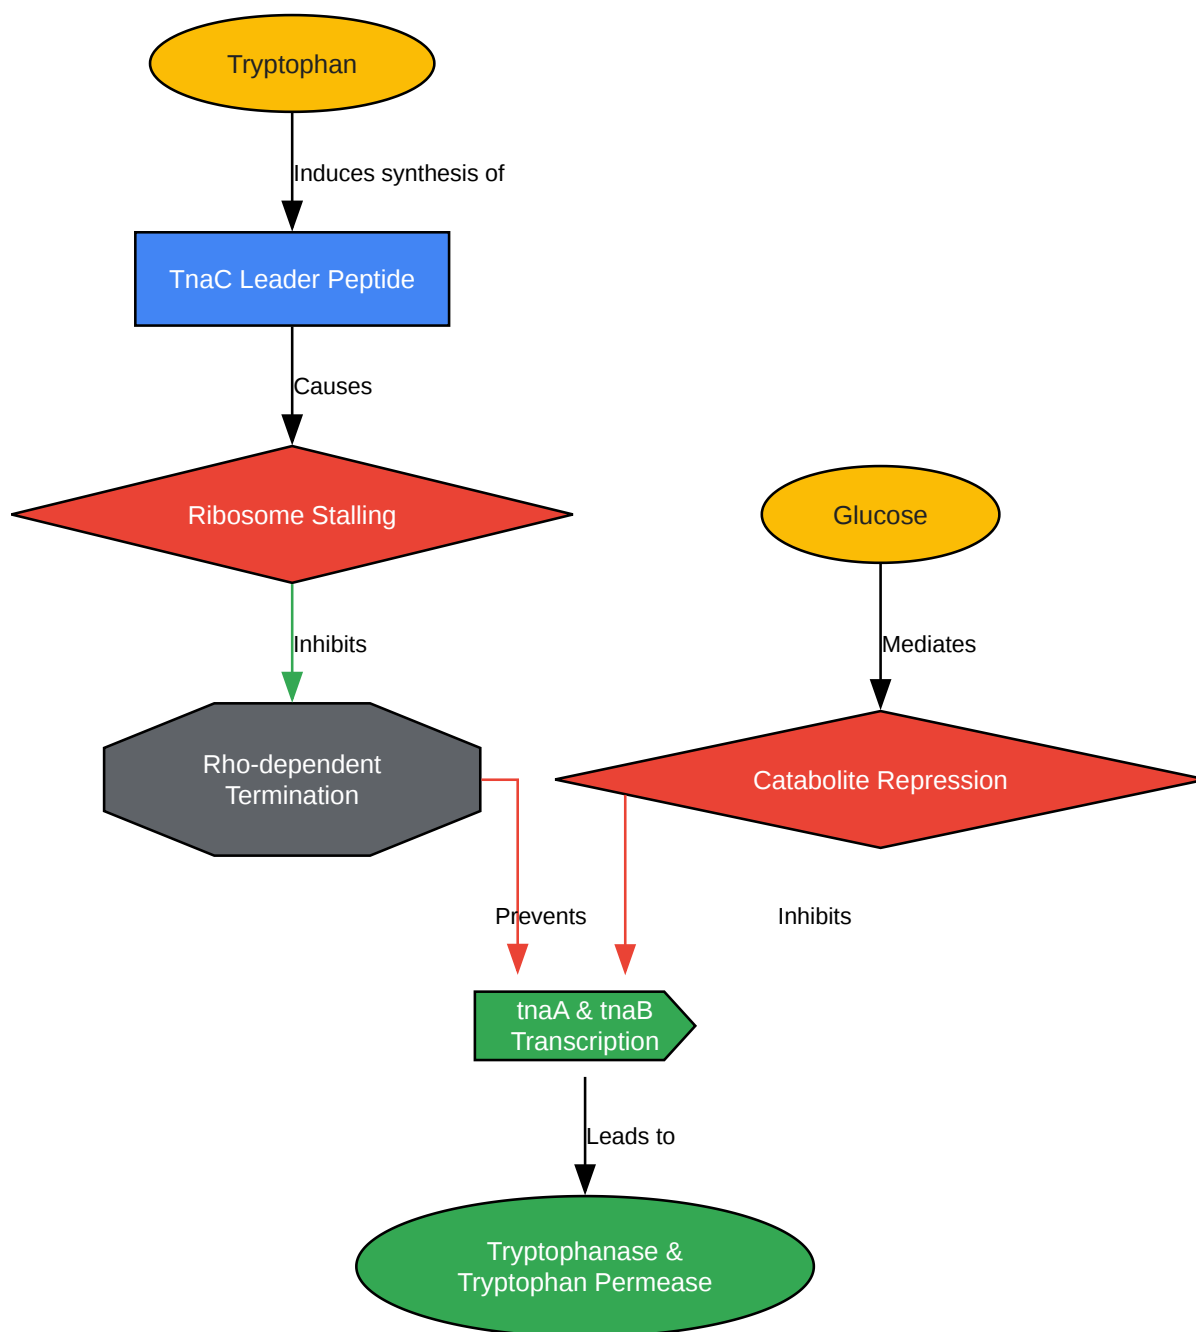 Tryptophan
Induces synthesis of
TnaC Leader Peptide
Causes
Ribosome Stalling
Glucose
Inhibits
Mediates
Rho-dependent
Termination
Catabolite Repression
Prevents
Inhibits
tnaA & tnaB
Transcription
Leads to
Tryptophanase &
Tryptophan Permease